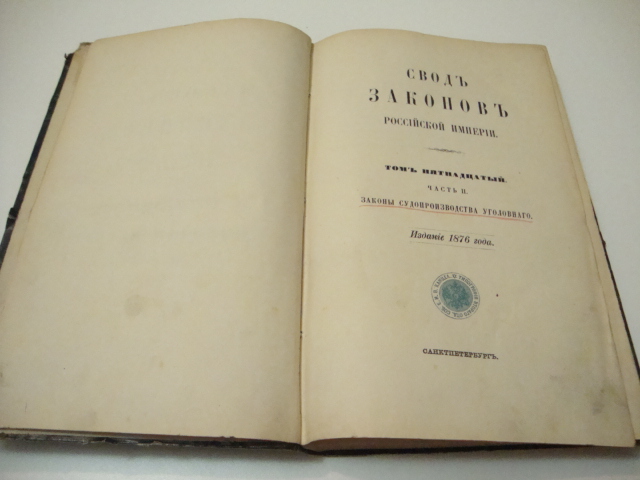 СВОДЪ
ЗАКОНОВЪ
РОССІЙСКОЙ ИМПЕРІИ.
ТОМЪ ПЯТНАДЦАТЫЙ.
ЧАСТЬ II.
ЗАКОНЫ СУДОПРОИЗВОДСТВА УГОЛОВНАГО.
Изданіе 1876 года.
САНКТПЕТЕРБУРГЪ.